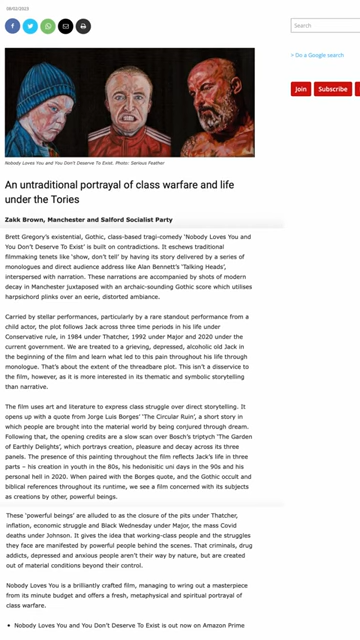 30/02/2023
Search
> Do a Google search
Join
Subscribe
Nobody Loves You and You Don't Deserve To Exist. Photo: Serious Feather
An untraditional portrayal of class warfare and life
under the Tories
Zakk Brown, Manchester and Salford Socialist Party
Brett Gregory's existential, Gothic, class-based tragi-comedy 'Nobody Loves You and
You Don't Deserve To Exist' is built on contradictions. It eschews traditional
filmmaking tenets like 'show, don't tell' by having its story delivered by a series of
monologues and direct address like Alan Bennett's 'Talking Heads',
interspersed with narration. These narrations are accompanied by shots of modern
decay in Manchester juxtaposed with an archaic-sounding Gothic score which utilises
harpsichord plinks over an eerie, distorted ambiance.
Carried by stellar performances, particularly by a rare standout performance from a
child actor, the plot follows Jack across three time periods in his life under
Conservative rule, in 1984 under Thatcher, 1992 under Major and 2020 under the
current government. We are treated to a grieving, depressed, alcoholic old Jack in
the beginning of the film and learn what led to this pain throughout his life through
monologue. That's about the extent of the threadbare plot. This isn't a disservice to
the film, however, as it is more interested in its thematic and symbolic storytelling
than narrative.
The film uses art and literature to express class struggle over direct storytelling. It
opens up with a quote from Jorge Luis Borges' 'The Circular Ruin', a short story in
which people are brought into the material world by being conjured through dream.
Following that, the opening credits are a slow scan over Bosch's triptych 'The Garden
of Earthly Delights', which portrays creation, pleasure and decay across its three
panels. The presence of this painting throughout the film reflects Jack's life in three
parts – his creation in youth in the 80s, his hedonistic uni days in the 90s and his
personal hell in 2020. When paired with the Borges quote, and the Gothic occult and
biblical references throughout its runtime, we see a film concerned with its subjects
as creations by other, powerful beings.
These 'powerful beings' are alluded to as the closure of the pits under Thatcher,
inflation, economic struggle and Black Wednesday under Major, the mass Covid
deaths under Johnson. It gives the idea that working-class people and the struggles
they face are manifested by powerful people behind the scenes. That criminals, drug
addicts, depressed and anxious people aren't their way by nature, but are created
out of material conditions beyond their control.
Nobody Loves You is a brilliantly crafted film, managing to wring out a masterpiece
from its minute budget and offers a fresh, metaphysical and spiritual portrayal of
class warfare.
• Nobody Loves You and You Don't Deserve To Exist is out now on Amazon Prime